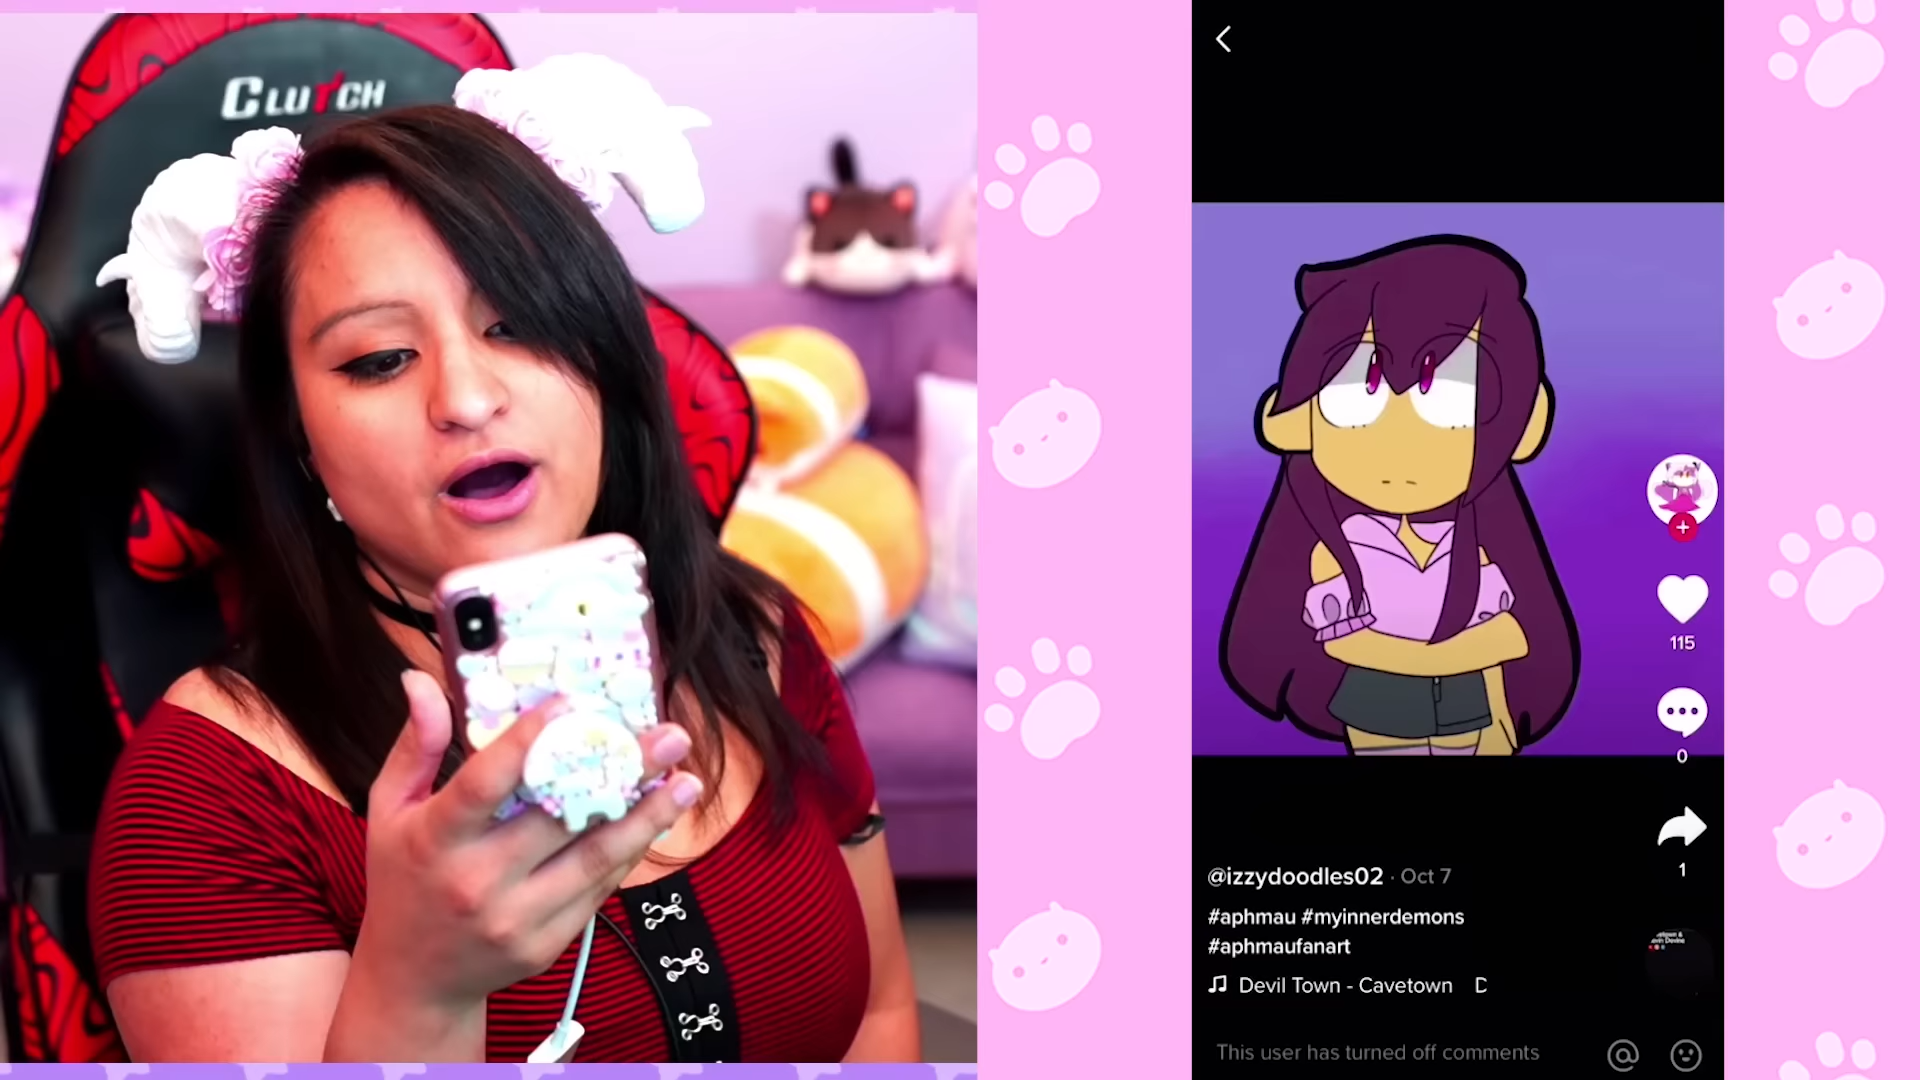 CLUTCH
115
0
1
@izzydoodles02 · Oct 7
#aphmau #myinnerdemons
#aphmaufanart
Devil Town - Cavetown D
This user has turned off comments